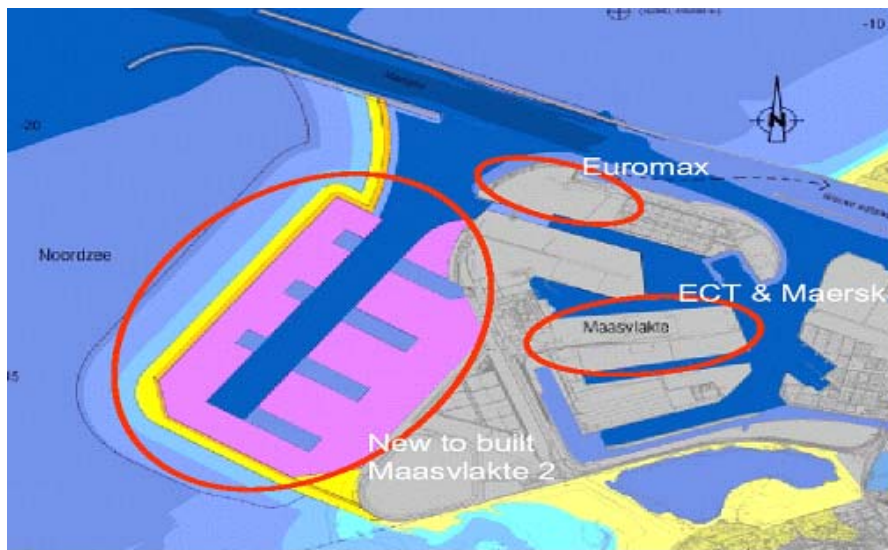 -10
-20
N
Euromax
Noordzee
ECT & Maersk
Maasvlakte
New to built
Maasvlakte 2